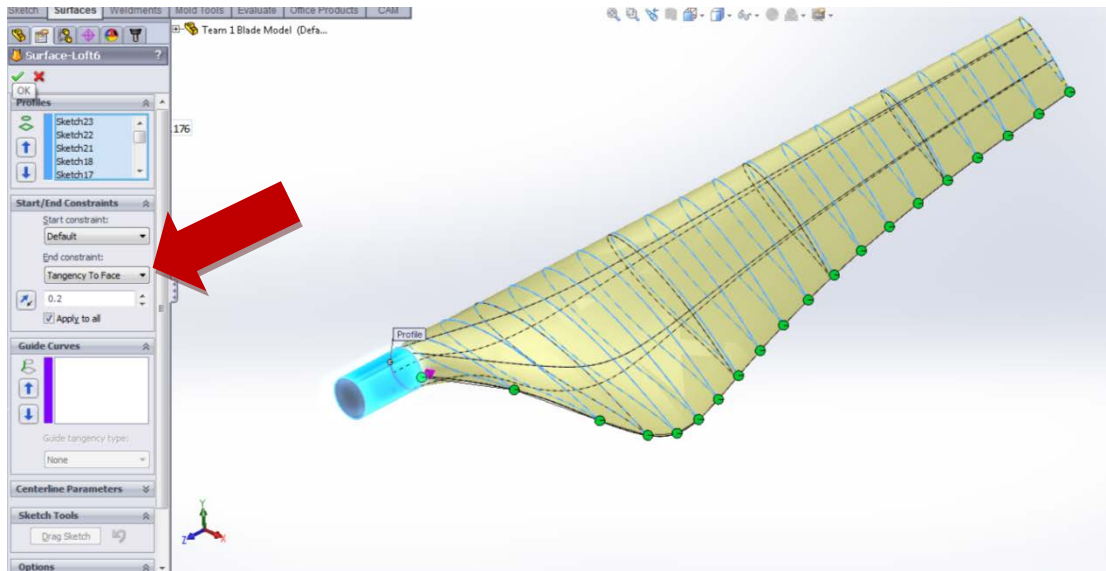 Sketch Surfaces Weldments Mold Tools Evaluate Office Products CAM
Team 1 Blade Model (Defa...
Surface-Loft6 ?
OK
Profiles
Sketch23
Sketch22
Sketch21
Sketch18
Sketch17
.176
Start/End Constraints
Start constraint:
Default
End constraint:
Tangency To Face
0.2
Apply to all
Guide Curves
Guide tangency type:
None
Centerline Parameters
Sketch Tools
Drag Sketch
Options
Profile
Y
Z
X